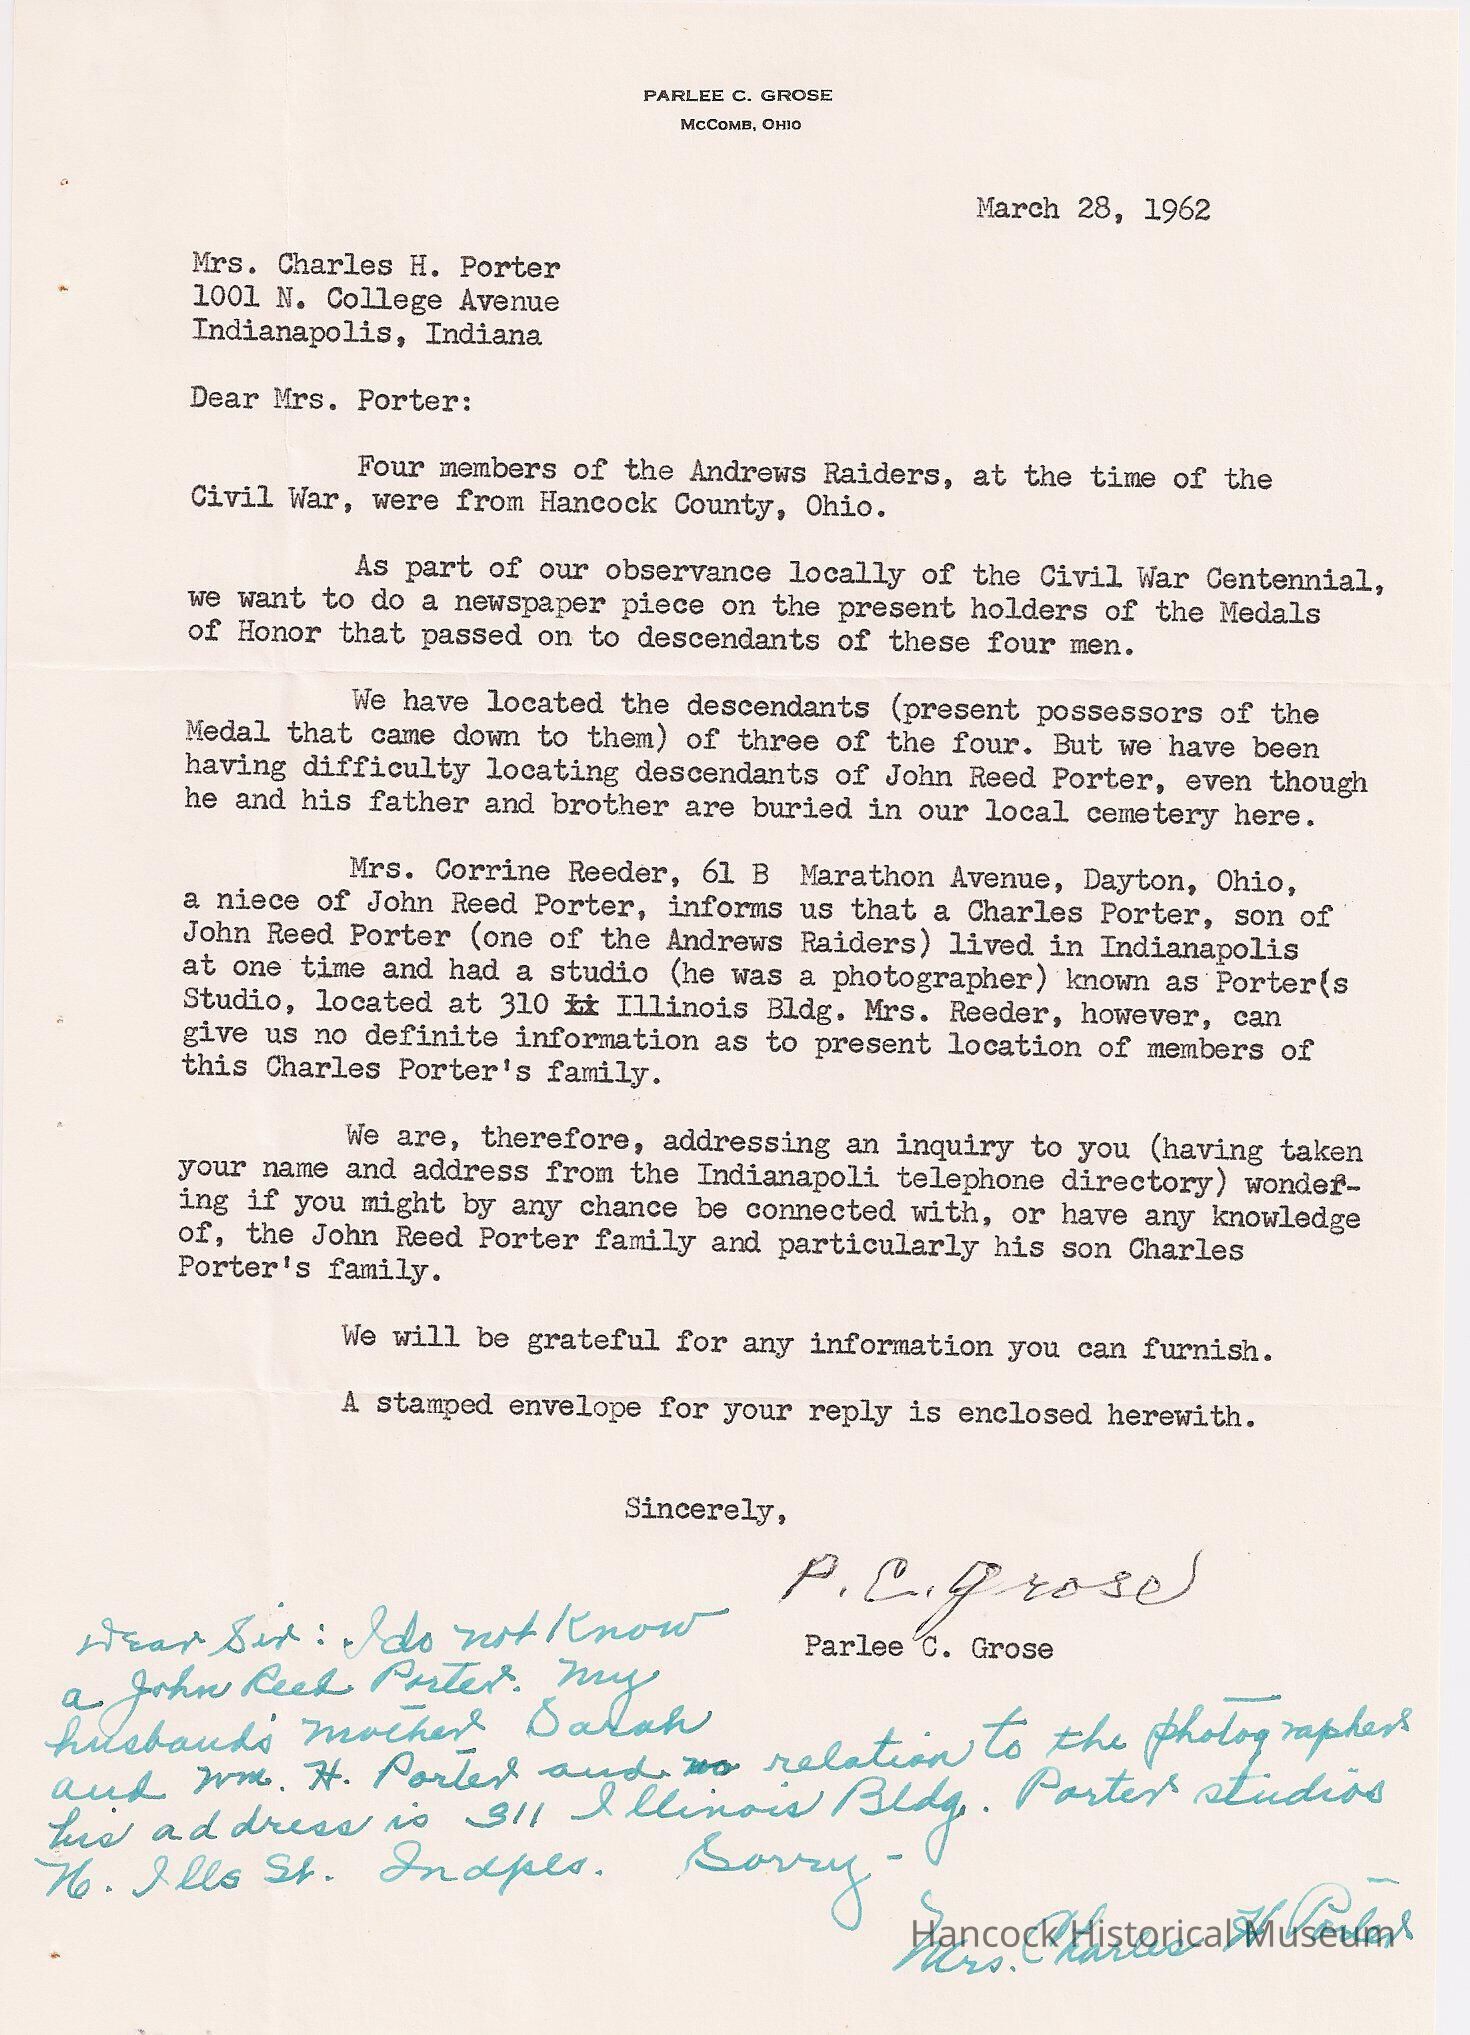 PARLEE C. GROSE
McCOMB, OHIO
March 28, 1962
Mrs. Charles H. Porter
1001 N. College Avenue
Indianapolis, Indiana
Dear Mrs. Porter:
Four members of the Andrews Raiders, at the time of the
Civil War, were from Hancock County, Ohio.
As part of our observance locally of the Civil War Centennial,
we want to do a newspaper piece on the present holders of the Medals
of Honor that passed on to descendants of these four men.
We have located the descendants (present possessors of the
Medal that came down to them) of three of the four. But we have been
having difficulty locating descendants of John Reed Porter, even though
he and his father and brother are buried in our local cemetery here.
Mrs. Corrine Reeder, 61 B Marathon Avenue, Dayton, Ohio,
a niece of John Reed Porter, informs us that a Charles Porter, son of
John Reed Porter (one of the Andrews Raiders) lived in Indianapolis
at one time and had a studio (he was a photographer) known as Porter(s
Studio, located at 310 Illinois Bldg. Mrs. Reeder, however, can
give us no definite information as to present location of members of
this Charles Porter's family.
We are, therefore, addressing an inquiry to you (having taken
your name and address from the Indianapoli telephone directory) wonder-
ing if you might by any chance be connected with, or have any knowledge
of, the John Reed Porter family and particularly his son Charles
Porter's family.
We will be grateful for any information you can furnish.
A stamped envelope for your reply is enclosed herewith.
Sincerely,
P. C. Grose
Parlee C. Grose
Dear Sir: I do not Know
a John Reed Porter. My
husband's Mother Sarah
and Wm. H. Porter and no relation to the photographer
his address is 311 Illinois Bldg. Porter studios
N. Ills St. Indpls. Sorry -
Mrs. Charles H Porter
Hancock Historical Museum